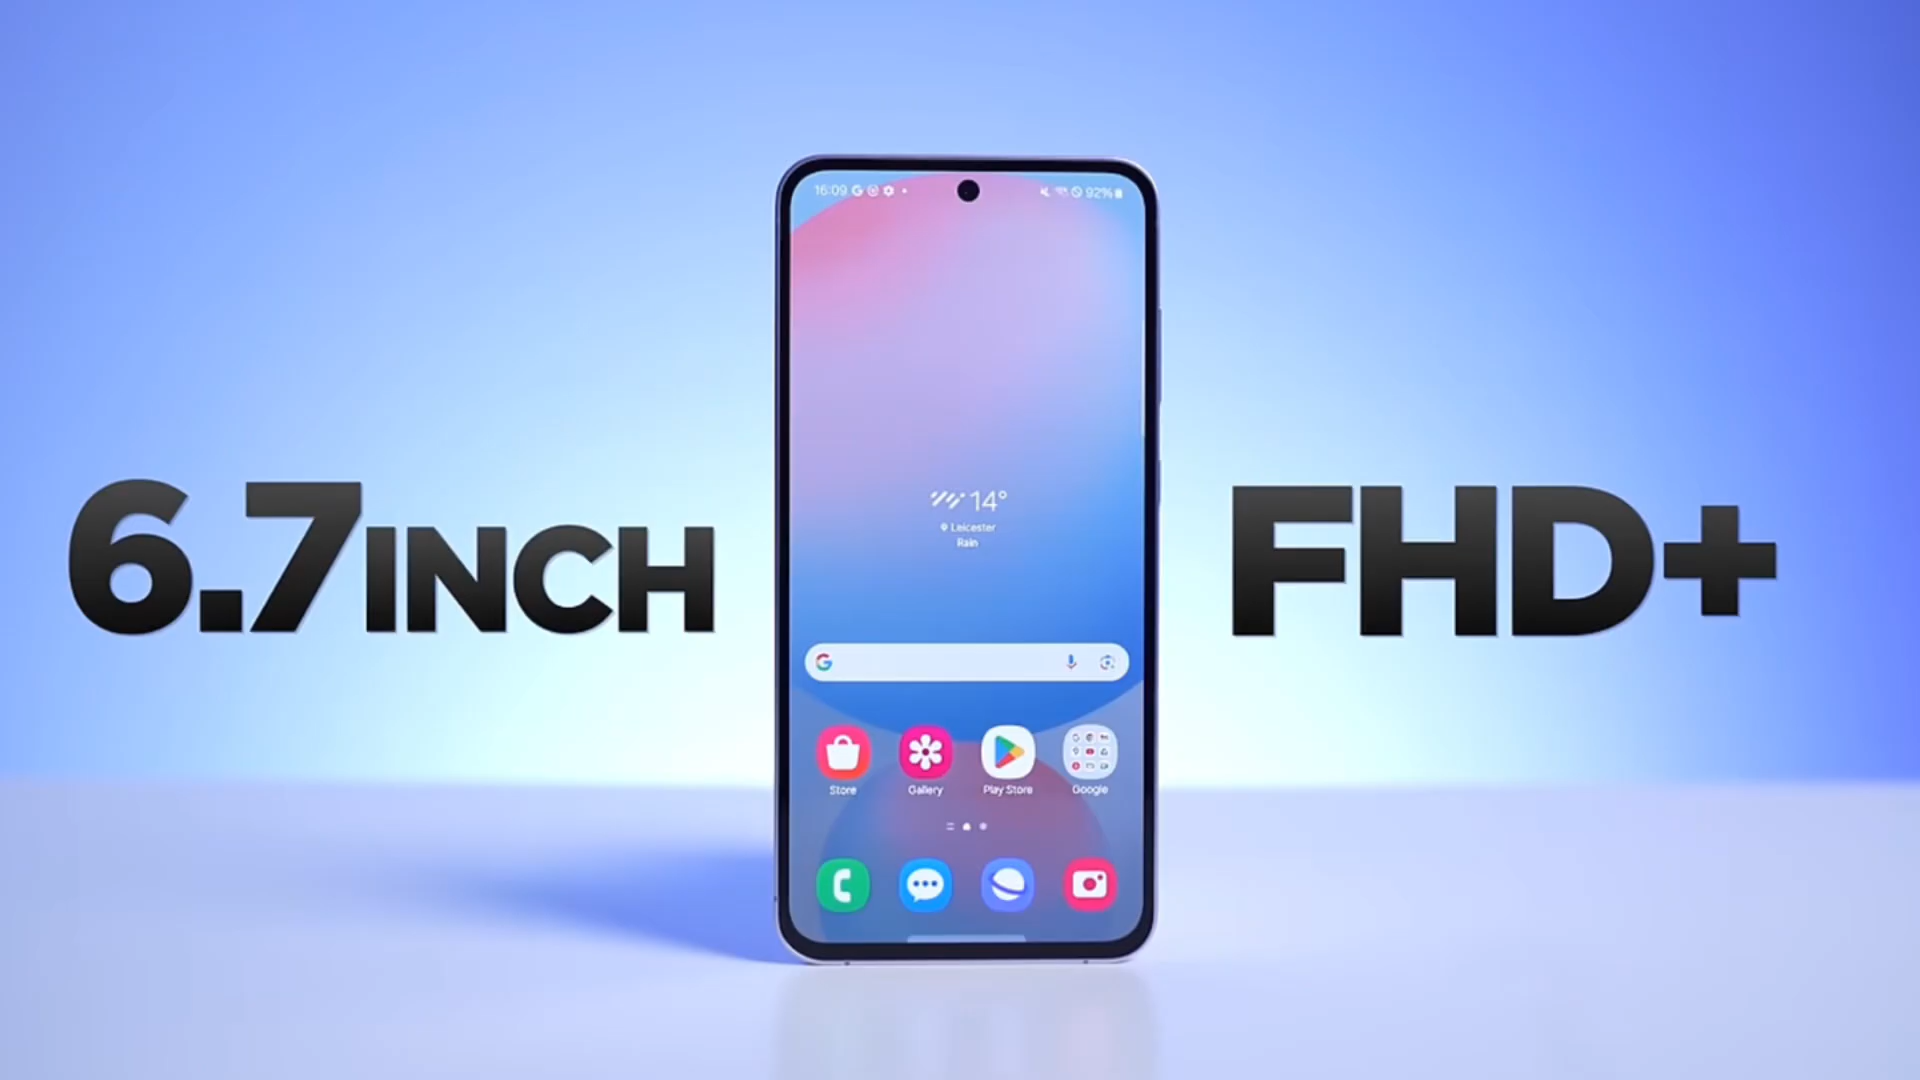 16:09
92%
6.7INCH
FHD+
14°
Leicester
Rain
Store
Gallery
Play Store
Google